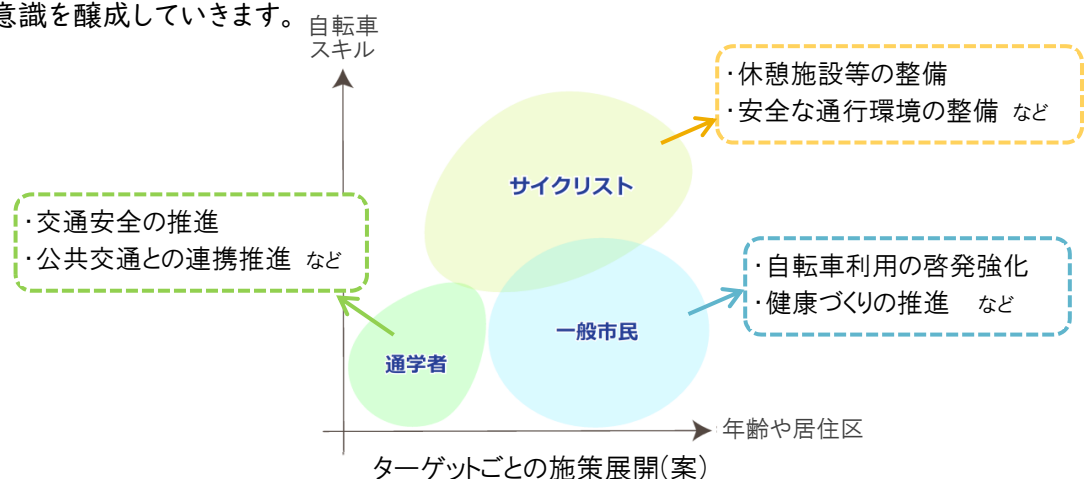 意識を醸成していきます。
自転車
スキル
・休憩施設等の整備
・安全な通行環境の整備 など
サイクリスト
・交通安全の推進
・公共交通との連携推進 など
・自転車利用の啓発強化
・健康づくりの推進 など
一般市民
通学者
年齢や居住区
ターゲットごとの施策展開(案)